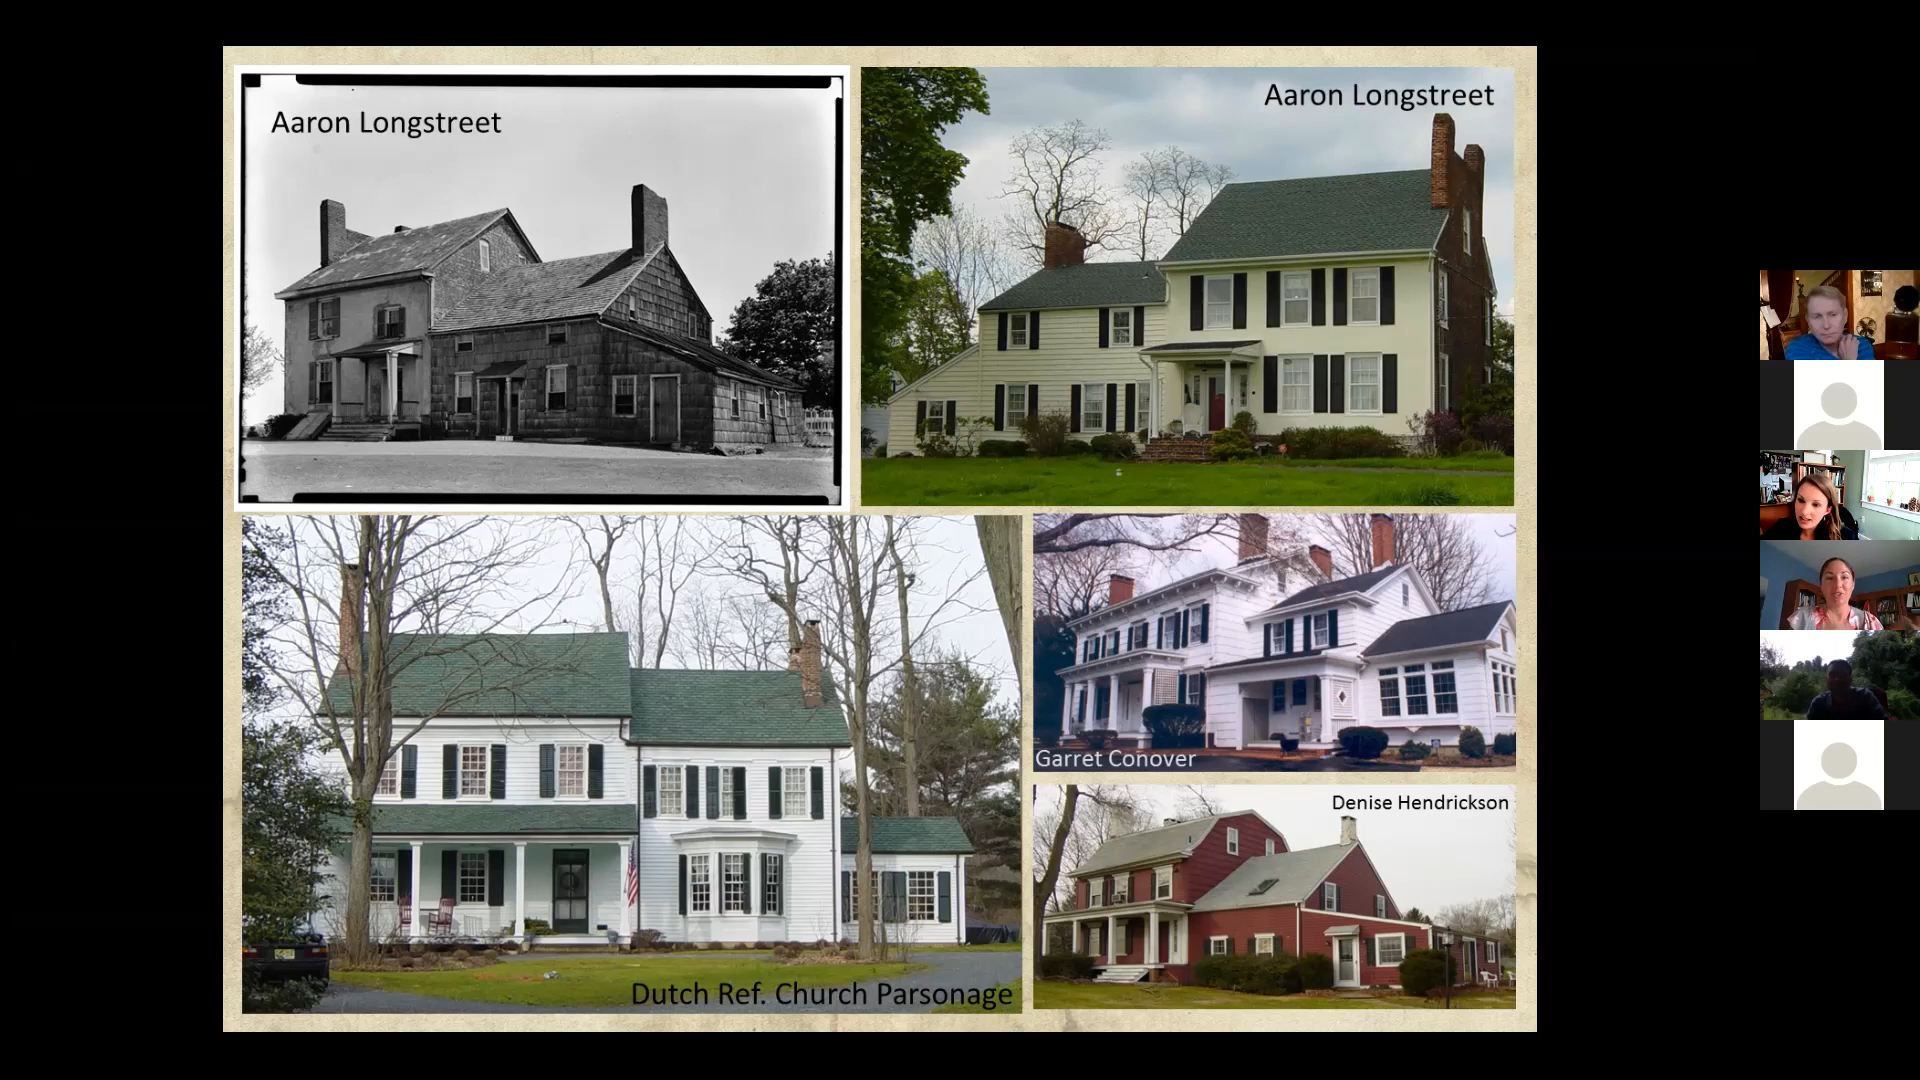 Aaron Longstreet
Aaron Longstreet
Dutch Ref. Church Parsonage
Garret Conover
Denise Hendrickson